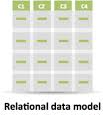 C1 C2 C3 C4
Relational data model